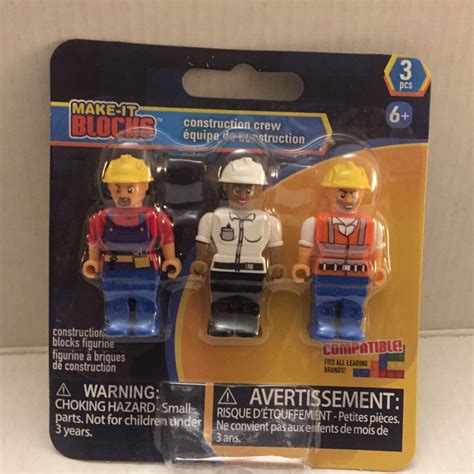 3
pcs
6+
MAKE-IT
BLOCKS
construction crew
équipe de construction
construction
blocks figurine
figurine à briques
de construction
COMPATIBLE!
FITS ALL LEADING
BRANDS!
WARNING:
CHOKING HAZARD - Small
parts. Not for children under
3 years.
AVERTISSEMENT:
RISQUE D'ÉTOUFFEMENT - Petites pièces.
Ne convient pas aux enfants de moins de
3 ans.